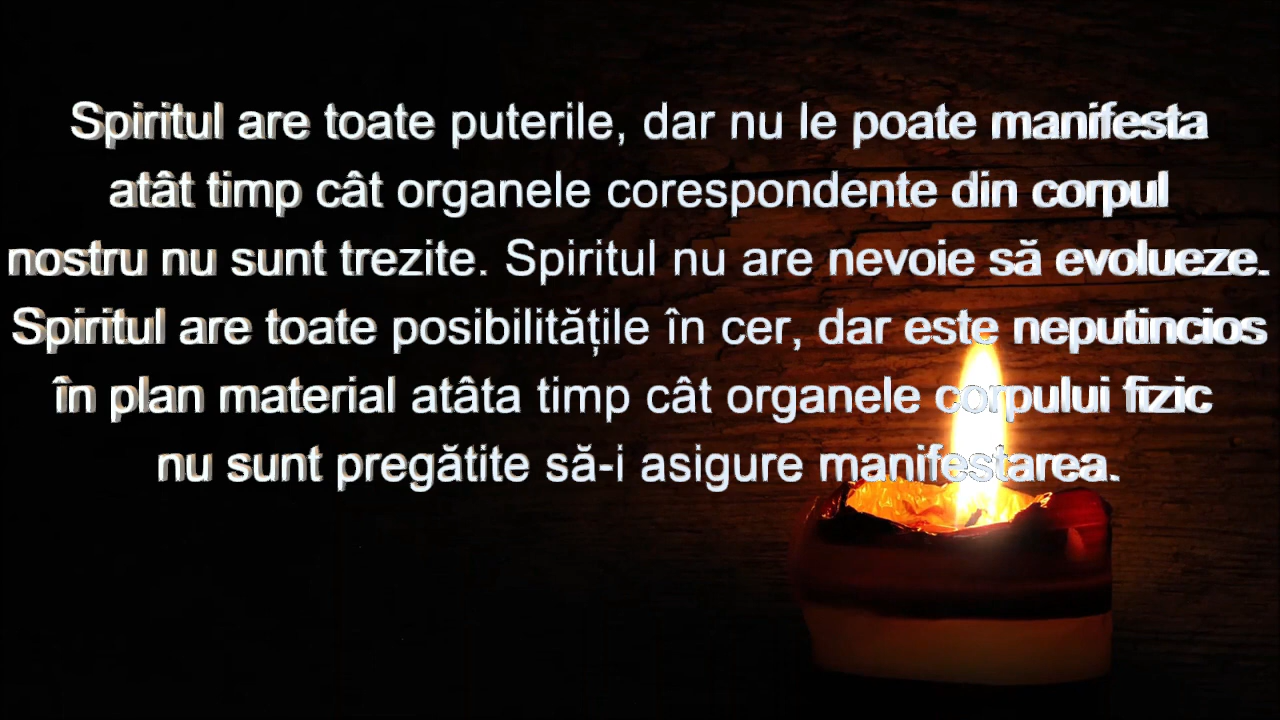 Spiritul are toate puterile, dar nu le poate manifesta
atât timp cât organele corespondente din corpul
nostru nu sunt trezite. Spiritul nu are nevoie să evolueze.
Spiritul are toate posibilitățile în cer, dar este neputincios
în plan material atâta timp cât organele corpului fizic
nu sunt pregătite să-i asigure manifestarea.